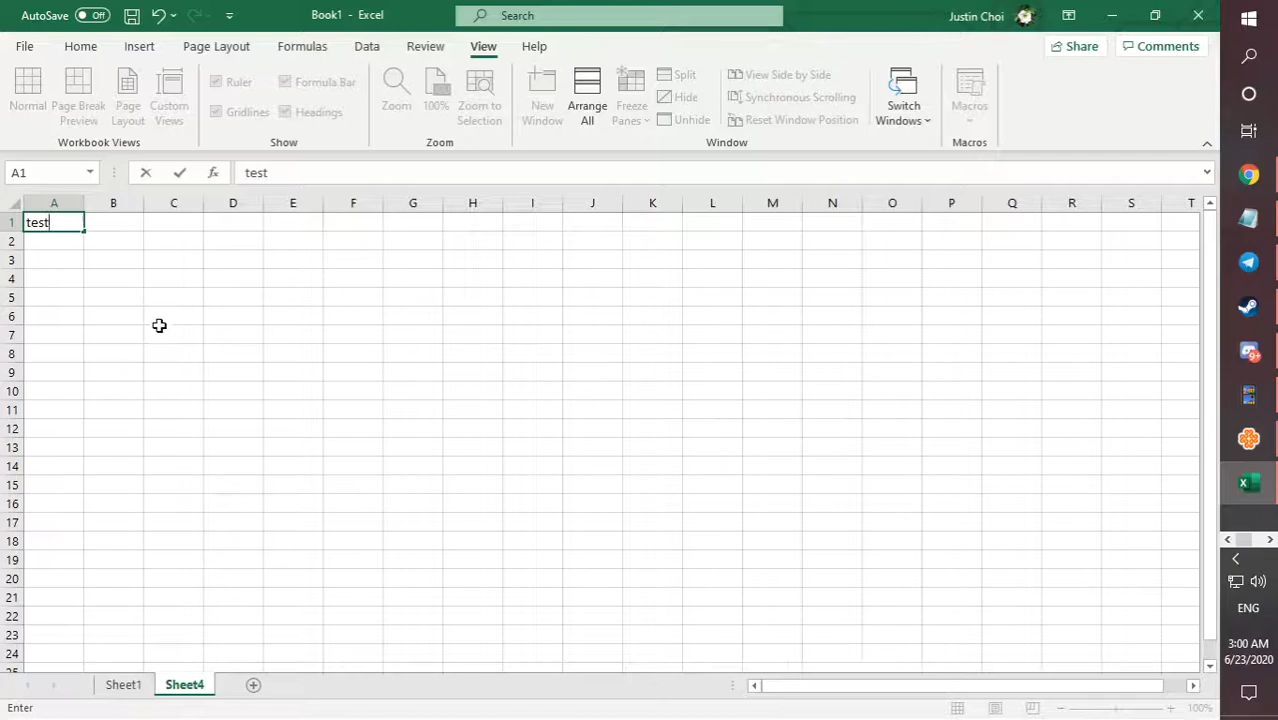 AutoSave Off Book1 - Excel Search Justin Choi
File Home Insert Page Layout Formulas Data Review View Help Share Comments
Normal
Page Break
Preview
Page
Layout
Custom
Views
Workbook Views
Ruler
Formula Bar
Gridlines
Headings
Show
Zoom
100%
Zoom to
Selection
Zoom
New
Window
Arrange
All
Freeze
Panes
Split
Hide
Unhide
View Side by Side
Synchronous Scrolling
Reset Window Position
Switch
Windows
Window
Macros
Macros
A1 fx test
A B C D E F G H I J K L M N O P Q R S T
1 test
2
3
4
5
6
7
8
9
10
11
12
13
14
15
16
17
18
19
20
21
22
23
24
25
Sheet1 Sheet4
Enter 100%
9+
ENG
3:00 AM
6/23/2020